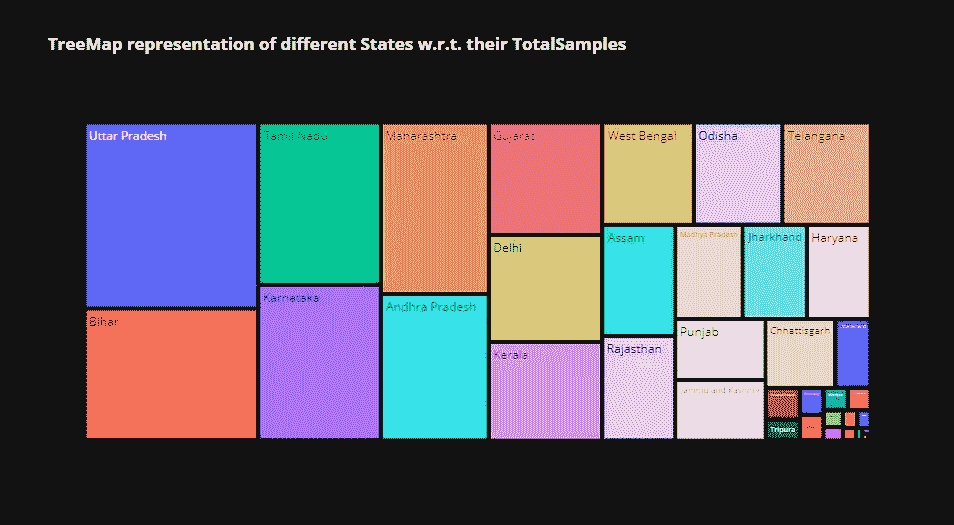 TreeMap representation of different States w.r.t. their TotalSamples
Uttar Pradesh
Tamil Nadu
Maharashtra
Gujarat
West Bengal
Odisha
Telangana
Delhi
Assam
Madhya Pradesh
Jharkhand
Haryana
Karnataka
Andhra Pradesh
Bihar
Punjab
Chhattisgarh
Kerala
Rajasthan
Jammu and Kashmir
Tripura